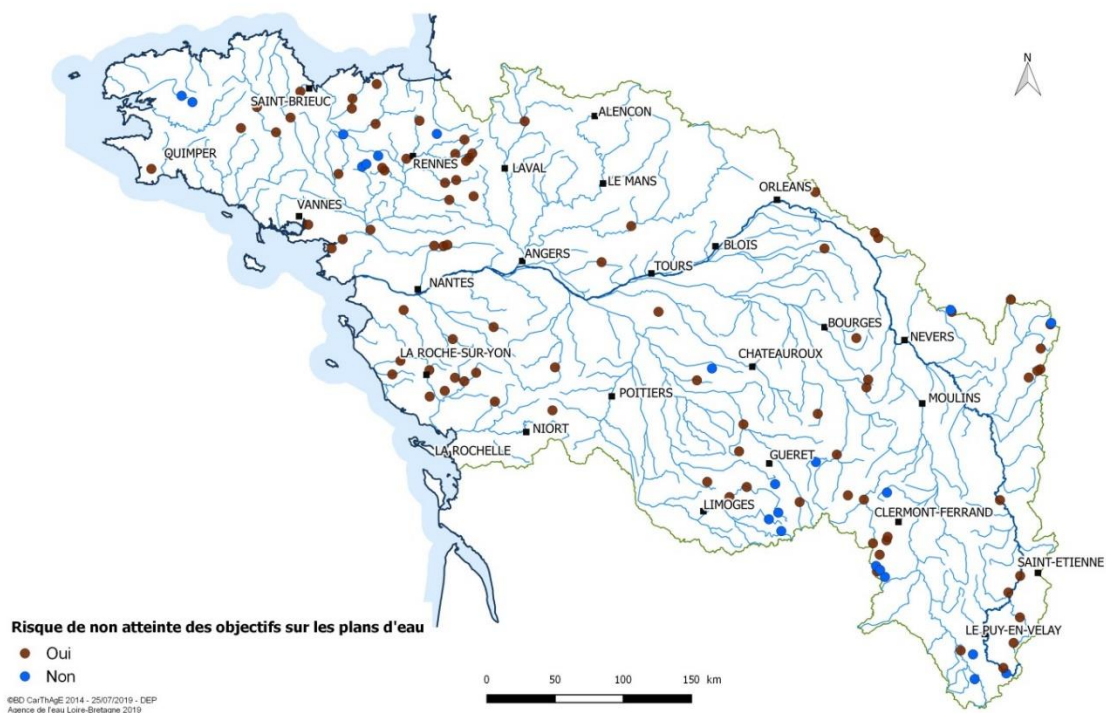 N
ALENCON
SAINT-BRIEUC
QUIMPER
RENNES
LAVAL
LE MANS
ORLEANS
VANNES
ANGERS
BLOIS
TOURS
NANTES
BOURGES
NEVERS
LA ROCHE-SUR-YON
CHATEAUROUX
POITIERS
MOULINS
NIORT
LA ROCHELLE
GUERET
LIMOGES
CLERMONT-FERRAND
SAINT-ETIENNE
LE PUY-EN-VELAY
Risque de non atteinte des objectifs sur les plans d'eau
Oui
Non
0 50 100 150 km
©BD CarThAgE 2014 - 25/07/2019 - DEP
Agence de l'eau Loire-Bretagne 2019